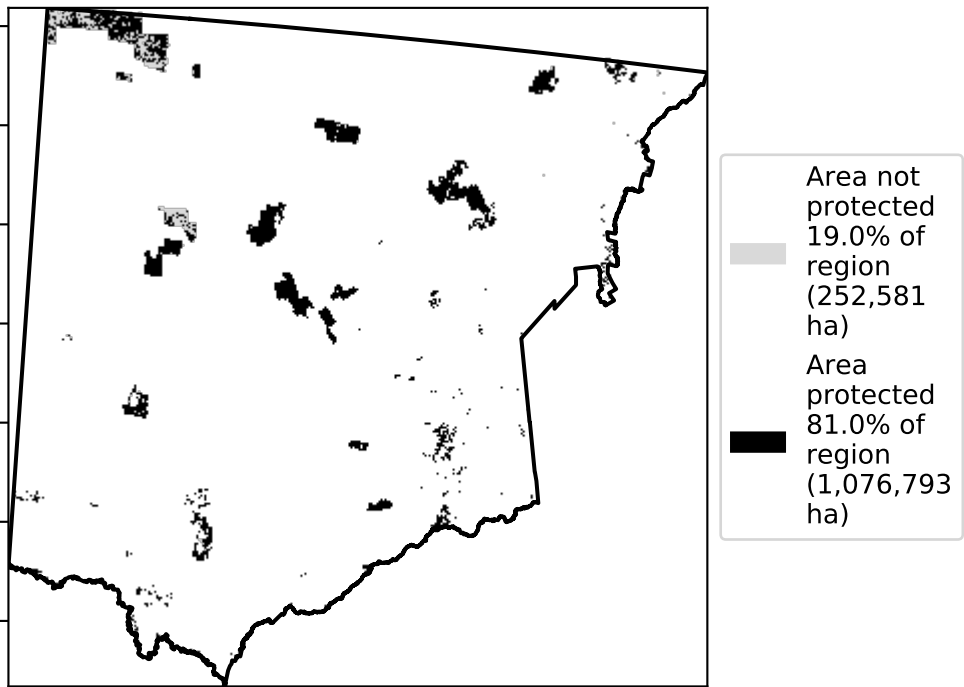 Area not
protected
19.0% of
region
(252,581
ha)
Area
protected
81.0% of
region
(1,076,793
ha)